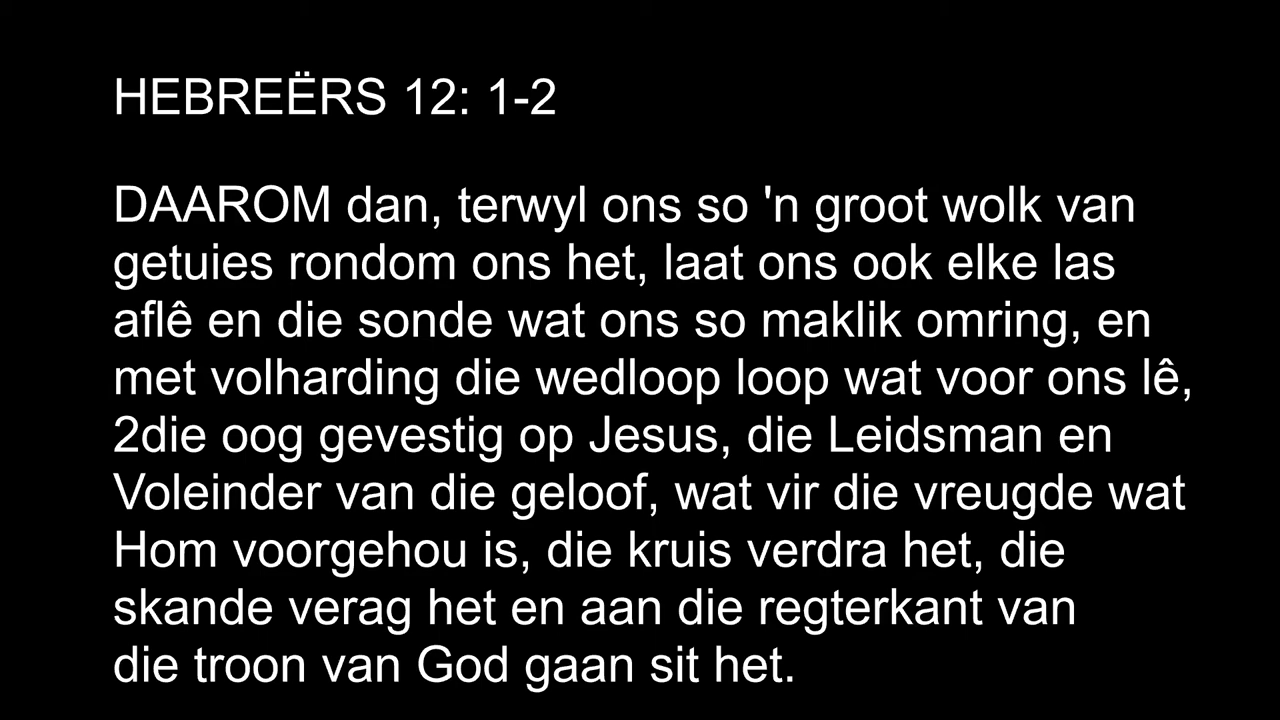 HEBREËRS 12: 1-2
DAAROM dan, terwyl ons so 'n groot wolk van
getuies rondom ons het, laat ons ook elke las
aflê en die sonde wat ons so maklik omring, en
met volharding die wedloop loop wat voor ons lê,
2die oog gevestig op Jesus, die Leidsman en
Voleinder van die geloof, wat vir die vreugde wat
Hom voorgehou is, die kruis verdra het, die
skande verag het en aan die regterkant van
die troon van God gaan sit het.